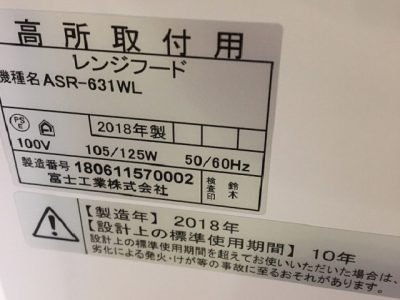 高所取付用
レンジフード
機種名 ASR-631WL
PS
E
2018年製
100V 105/125W 50/60Hz
製造番号 180611570002
富士工業株式会社
検査印 鈴木
【製造年】2018年
【設計上の標準使用期間】10年
設計上の標準使用期間を超えてお使いいただいた場合は、
劣化による発火・けが等の事故に至るおそれがあります。